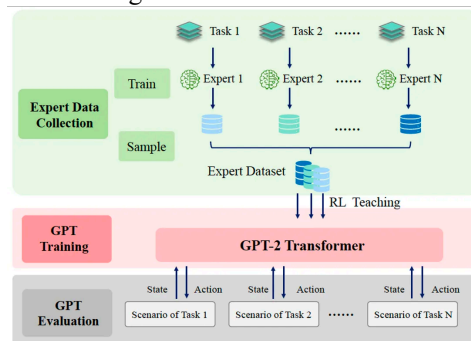 Task 1 Task 2 ...... Task N
Train Expert 1 Expert 2 ...... Expert N
Expert Data
Collection
Sample ......
Expert Dataset
RL Teaching
GPT
Training
GPT-2 Transformer
State Action State Action State Action
GPT
Evaluation
Scenario of Task 1 Scenario of Task 2 ...... Scenario of Task N